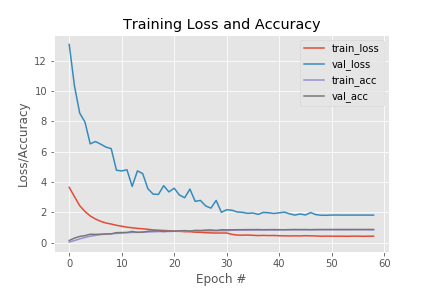 Training Loss and Accuracy
train_loss
val_loss
train_acc
val_acc
Loss/Accuracy
12
10
8
6
4
2
0
0 10 20 30 40 50 60
Epoch #